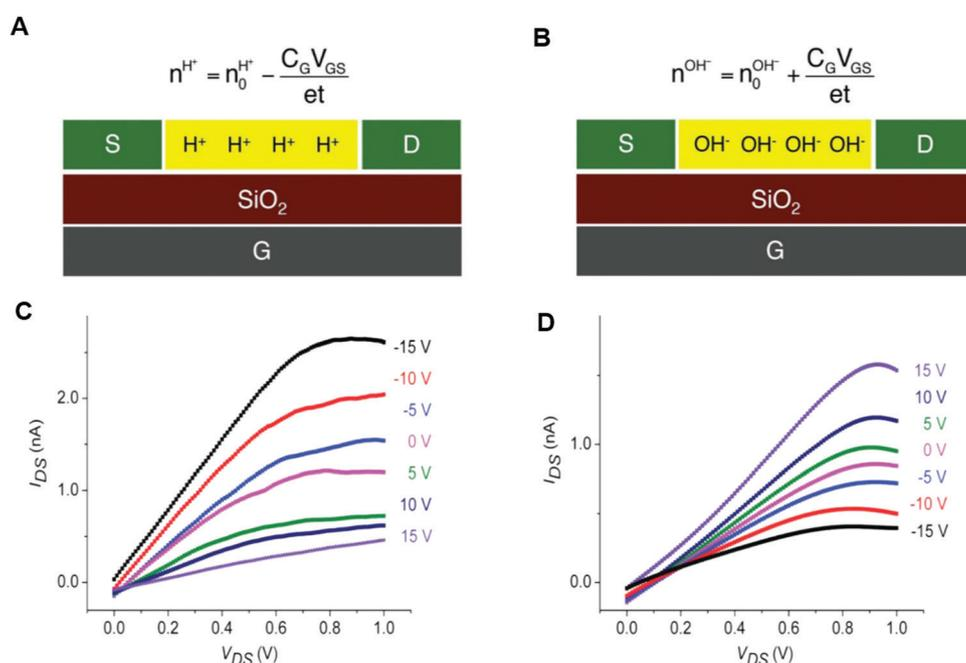 A
n^H⁺ = n₀^H⁺ − C_G V_GS / et
S H⁺ H⁺ H⁺ H⁺ D
SiO₂
G
B
n^OH⁻ = n₀^OH⁻ + C_G V_GS / et
S OH⁻ OH⁻ OH⁻ OH⁻ D
SiO₂
G
C
I_DS (nA)
2.0
1.0
0.0
-15 V
-10 V
-5 V
0 V
5 V
10 V
15 V
0.0 0.2 0.4 0.6 0.8 1.0
V_DS (V)
D
I_DS (nA)
1.0
0.0
15 V
10 V
5 V
0 V
-5 V
-10 V
-15 V
0.0 0.2 0.4 0.6 0.8 1.0
V_DS (V)